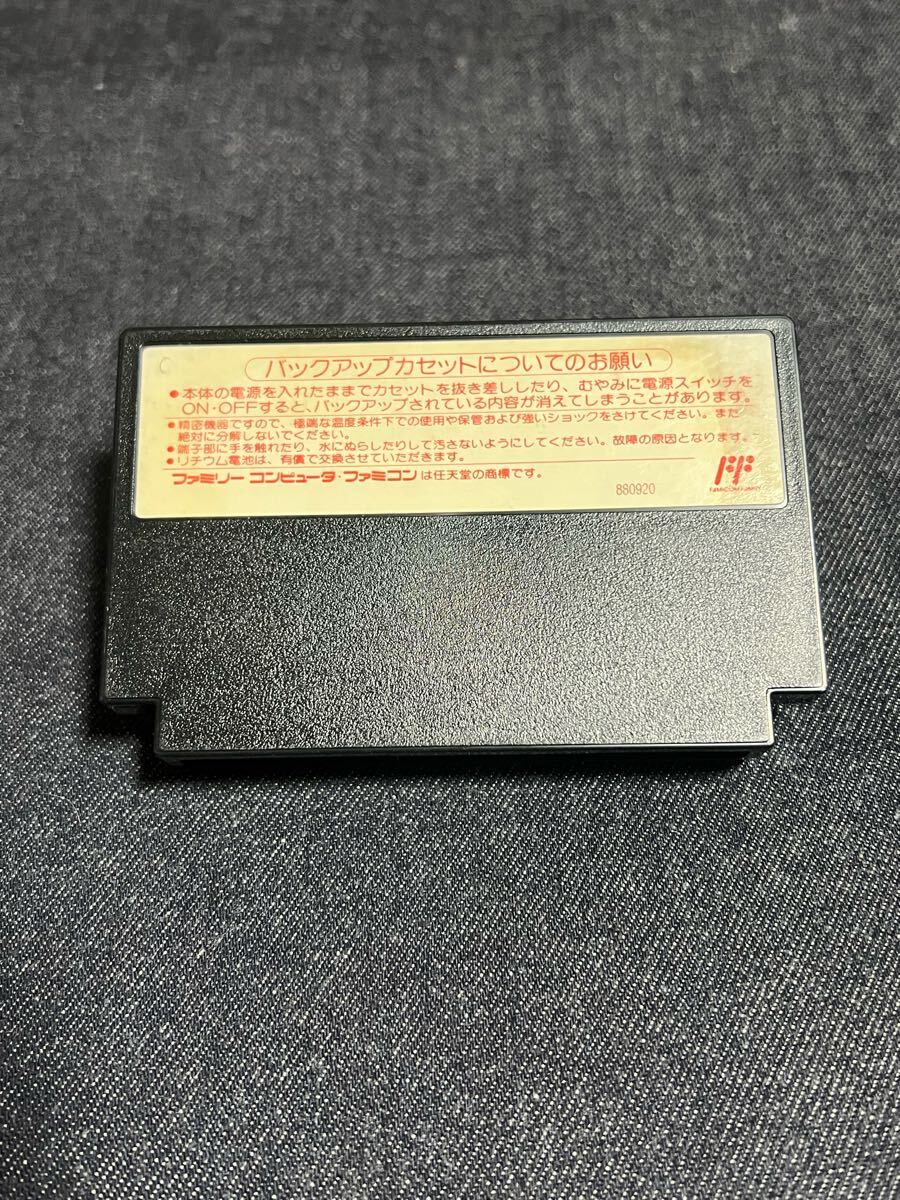 バックアップカセットについてのお願い
●本体の電源を入れたままでカセットを抜き差ししたり、むやみに電源スイッチを
ON・OFFすると、バックアップされている内容が消えてしまうことがあります。
●精密機器ですので、極端な温度条件下での使用や保管および強いショックをさけてください。また
絶対に分解しないでください。
●端子部に手を触れたり、水にぬらしたりして汚さないようにしてください。故障の原因となります。
●リチウム電池は、有償で交換させていただきます。
ファミリー コンピュータ・ファミコン は任天堂の商標です。
FF
FAMICOM FAMILY
880920